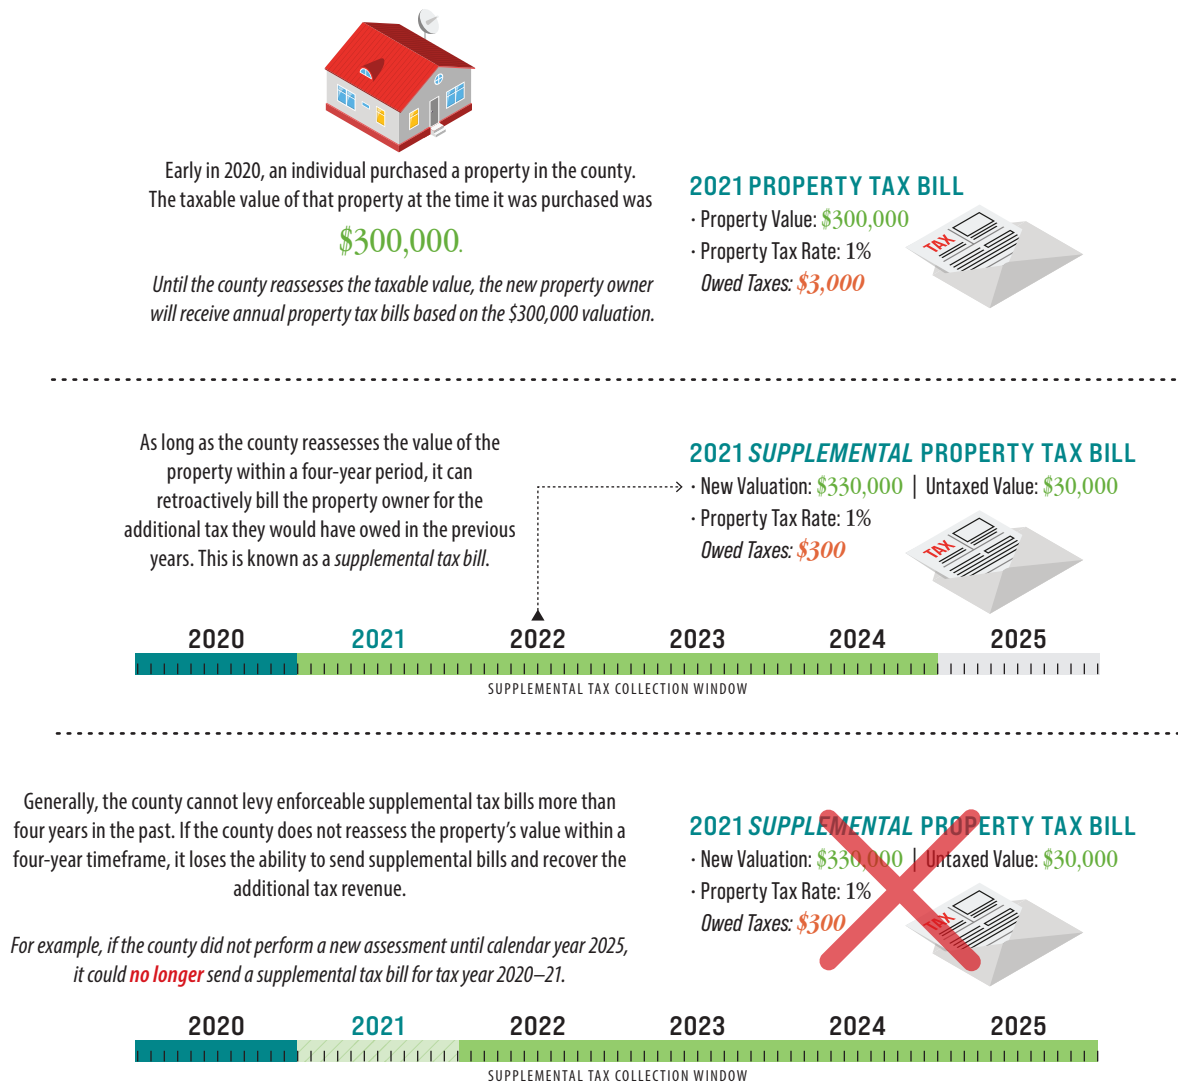 Early in 2020, an individual purchased a property in the county.
The taxable value of that property at the time it was purchased was
$300,000.
Until the county reassesses the taxable value, the new property owner
will receive annual property tax bills based on the $300,000 valuation.
2021 PROPERTY TAX BILL
· Property Value: $300,000
· Property Tax Rate: 1%
Owed Taxes: $3,000
TAX
As long as the county reassesses the value of the
property within a four-year period, it can
retroactively bill the property owner for the
additional tax they would have owed in the previous
years. This is known as a supplemental tax bill.
2021 SUPPLEMENTAL PROPERTY TAX BILL
· New Valuation: $330,000 | Untaxed Value: $30,000
· Property Tax Rate: 1%
Owed Taxes: $300
TAX
2020 2021 2022 2023 2024 2025
SUPPLEMENTAL TAX COLLECTION WINDOW
Generally, the county cannot levy enforceable supplemental tax bills more than
four years in the past. If the county does not reassess the property's value within a
four-year timeframe, it loses the ability to send supplemental bills and recover the
additional tax revenue.
For example, if the county did not perform a new assessment until calendar year 2025,
it could no longer send a supplemental tax bill for tax year 2020–21.
2021 SUPPLEMENTAL PROPERTY TAX BILL
· New Valuation: $330,000 | Untaxed Value: $30,000
· Property Tax Rate: 1%
Owed Taxes: $300
TAX
2020 2021 2022 2023 2024 2025
SUPPLEMENTAL TAX COLLECTION WINDOW